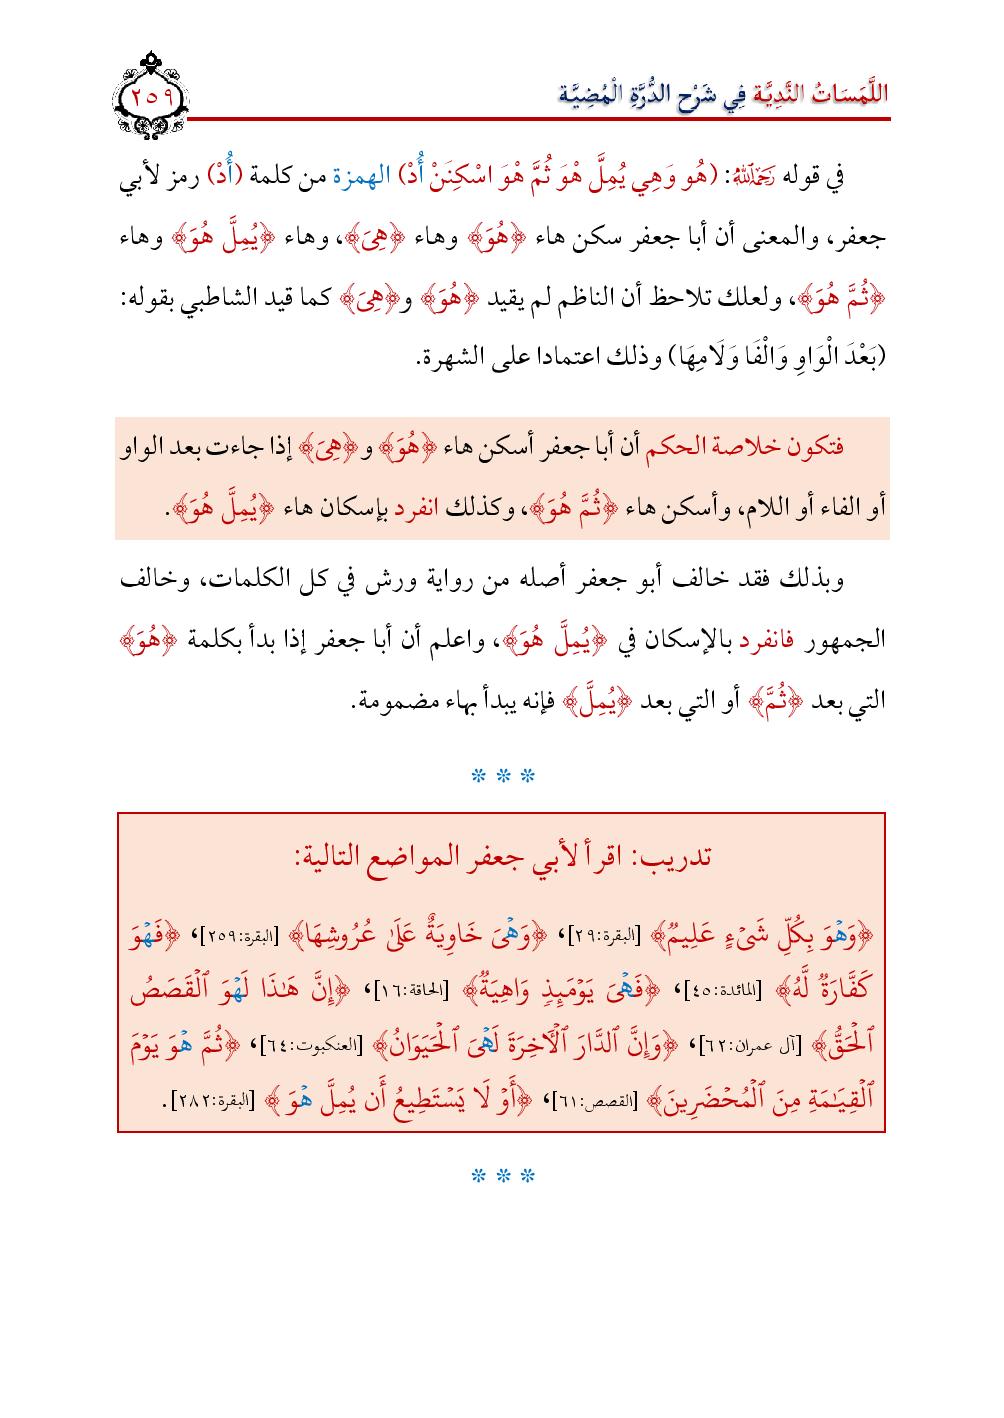 اللَّمَسَاتُ النَّدِيَّة فِي شَرْح الدُّرَّةِ الْمُضِيَّة
٢٥٩
في قوله رَحِمَهُ ٱللَّهُ: (هُو وَهِي يُمِلَّ هْوَ ثُمَّ هْوَ اسْكِنَنْ أُدْ) الهمزة من كلمة (أُدْ) رمز لأبي
جعفر، والمعنى أن أبا جعفر سكن هاء ﴿هُوَ﴾ وهاء ﴿هِيَ﴾، وهاء ﴿يُمِلَّ هُوَ﴾ وهاء
﴿ثُمَّ هُوَ﴾، ولعلك تلاحظ أن الناظم لم يقيد ﴿هُوَ﴾ و﴿هِيَ﴾ كما قيد الشاطبي بقوله:
(بَعْدَ الْوَاوِ وَالْفَا وَلَامِهَا) وذلك اعتمادا على الشهرة.
فتكون خلاصة الحكم أن أبا جعفر أسكن هاء ﴿هُوَ﴾ و﴿هِيَ﴾ إذا جاءت بعد الواو
أو الفاء أو اللام، وأسكن هاء ﴿ثُمَّ هُوَ﴾، وكذلك انفرد بإسكان هاء ﴿يُمِلَّ هُوَ﴾.
وبذلك فقد خالف أبو جعفر أصله من رواية ورش في كل الكلمات، وخالف
الجمهور فانفرد بالإسكان في ﴿يُمِلَّ هُوَ﴾، واعلم أن أبا جعفر إذا بدأ بكلمة ﴿هُوَ﴾
التي بعد ﴿ثُمَّ﴾ أو التي بعد ﴿يُمِلَّ﴾ فإنه يبدأ بهاء مضمومة.
* * *
تدريب: اقرأ لأبي جعفر المواضع التالية:
﴿وَهۡوَ بِكُلِّ شَيۡءٍ عَلِيمٞ﴾ [البقرة:٢٩]، ﴿وَهۡيَ خَاوِيَةٌ عَلَىٰ عُرُوشِهَا﴾ [البقرة:٢٥٩]، ﴿فَهۡوَ
كَفَّارَةٞ لَّهُ﴾ [المائدة:٤٥]، ﴿فَهۡيَ يَوۡمَئِذٖ وَاهِيَةٞ﴾ [الحاقة:١٦]، ﴿إِنَّ هَٰذَا لَهۡوَ ٱلۡقَصَصُ
ٱلۡحَقُّ﴾ [آل عمران:٦٢]، ﴿وَإِنَّ ٱلدَّارَ ٱلۡأٓخِرَةَ لَهۡيَ ٱلۡحَيَوَانُ﴾ [العنكبوت:٦٤]، ﴿ثُمَّ هۡوَ يَوۡمَ
ٱلۡقِيَٰمَةِ مِنَ ٱلۡمُحۡضَرِينَ﴾ [القصص:٦١]، ﴿أَوۡ لَا يَسۡتَطِيعُ أَن يُمِلَّ هۡوَ ﴾ [البقرة:٢٨٢].
* * *